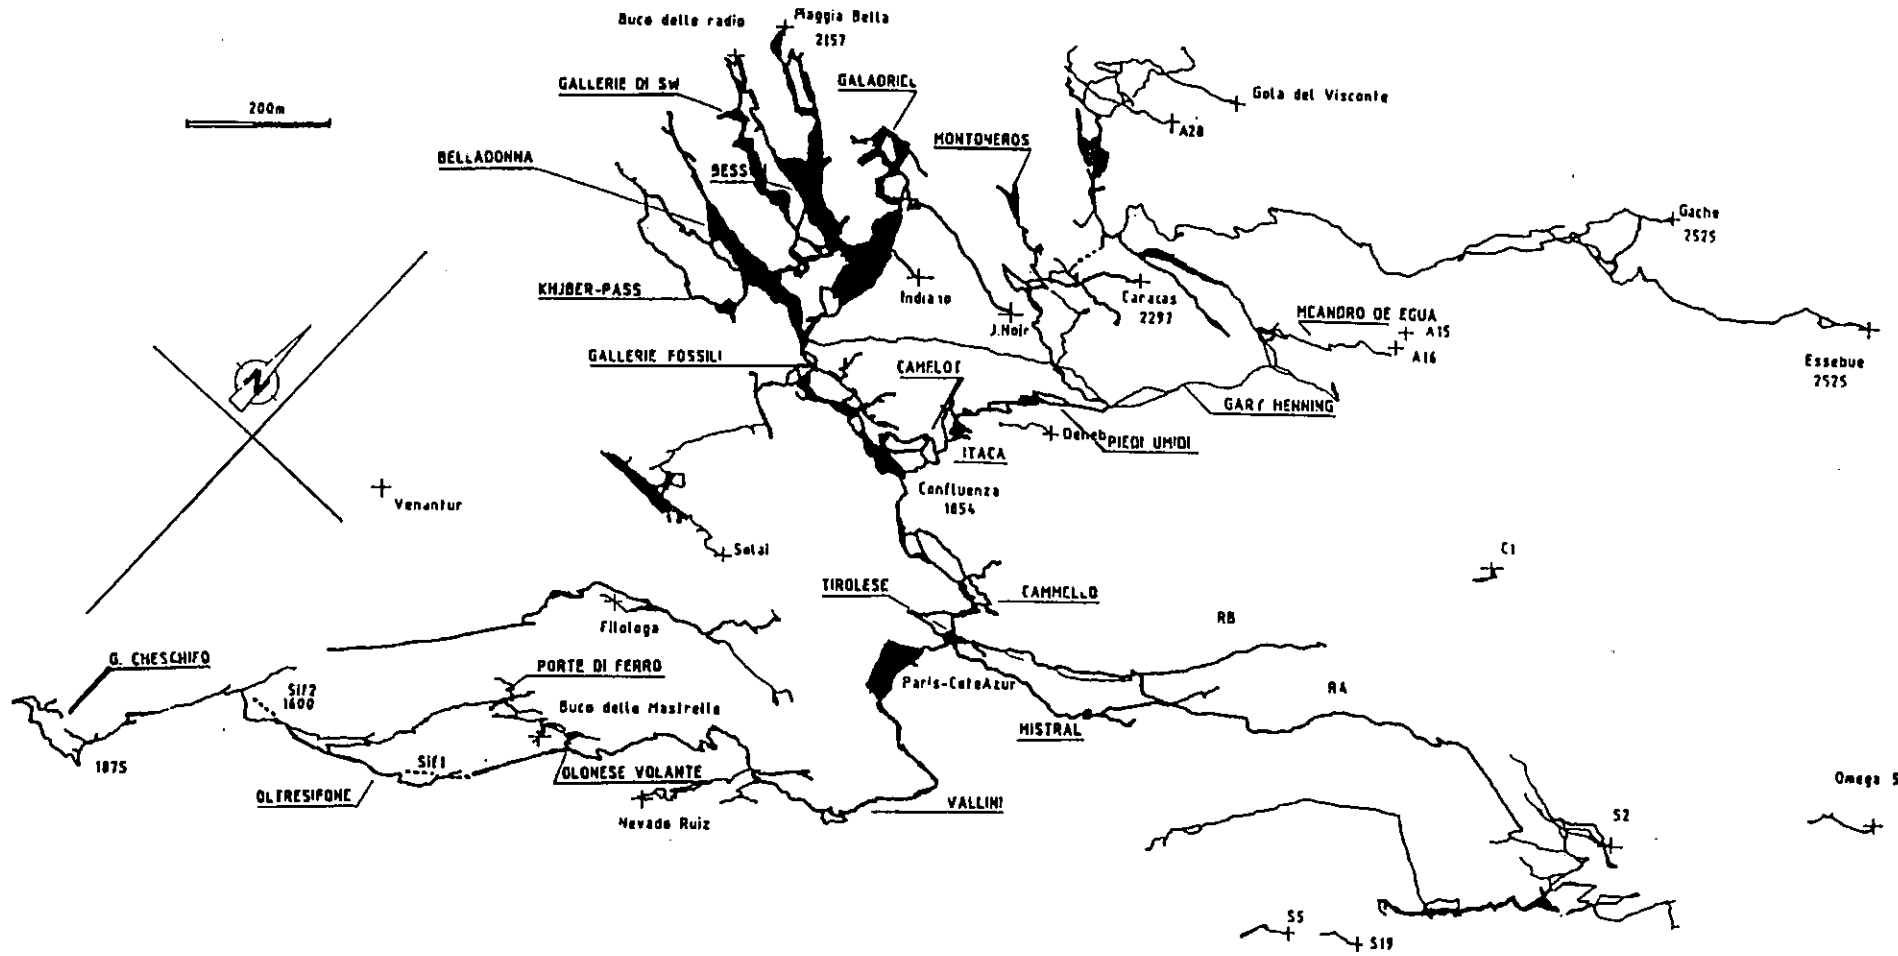 Buco delle radio
Piaggia Bella
2157
GALLERIE DI SW
GALADRIEL
Gola del Visconte
A28
200m
MONTONEROS
BELLADONNA
BESS
Gache
2525
KHJBER-PASS
Indiano
J.Noir
Caracas
2297
MEANDRO DE EGUA
A15
A16
Essebue
2525
GALLERIE FOSSILI
CAMELOT
GARY HENNING
N
Deneb
PIEDI UMIDI
ITACA
Confluenza
1854
Venantur
Solai
C1
TIROLESE
CAMMELLO
RB
Filologa
G. CHESCHIFO
PORTE DI FERRO
Paris-CoteAzur
RA
Sif2
1600
Buco delle Mastrelle
MISTRAL
1875
Sif1
OLONESE VOLANTE
OLTRESIFONE
VALLINI
Nevado Ruiz
Omega 5
S2
S5
S19